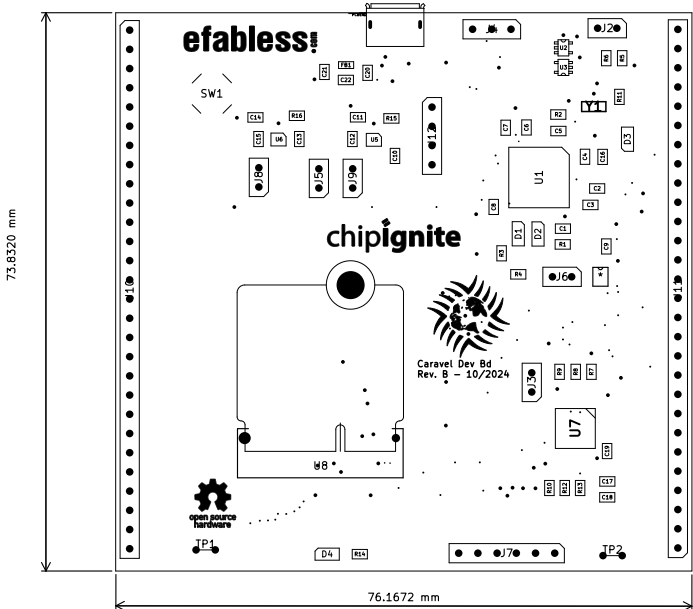 efabless.com
J4
J2
U2
U3
R6
R5
C21
FB1
C20
C22
SW1
R11
Y1
C14
R16
C11
R15
J12
R2
C7
C6
C5
D3
C15
U6
C13
C12
U5
C10
C4
C16
U1
J8
J5
J9
C2
C8
C3
chipignite
D1
D2
C1
R1
C9
R3
R4
J6
*
J10
J11
73.8320 mm
Caravel Dev Bd
Rev. B - 10/2024
J3
R9
R8
R7
U7
C19
U8
C17
R10
R12
R13
C18
open source
hardware
TP1
D4
R14
J7
TP2
76.1672 mm